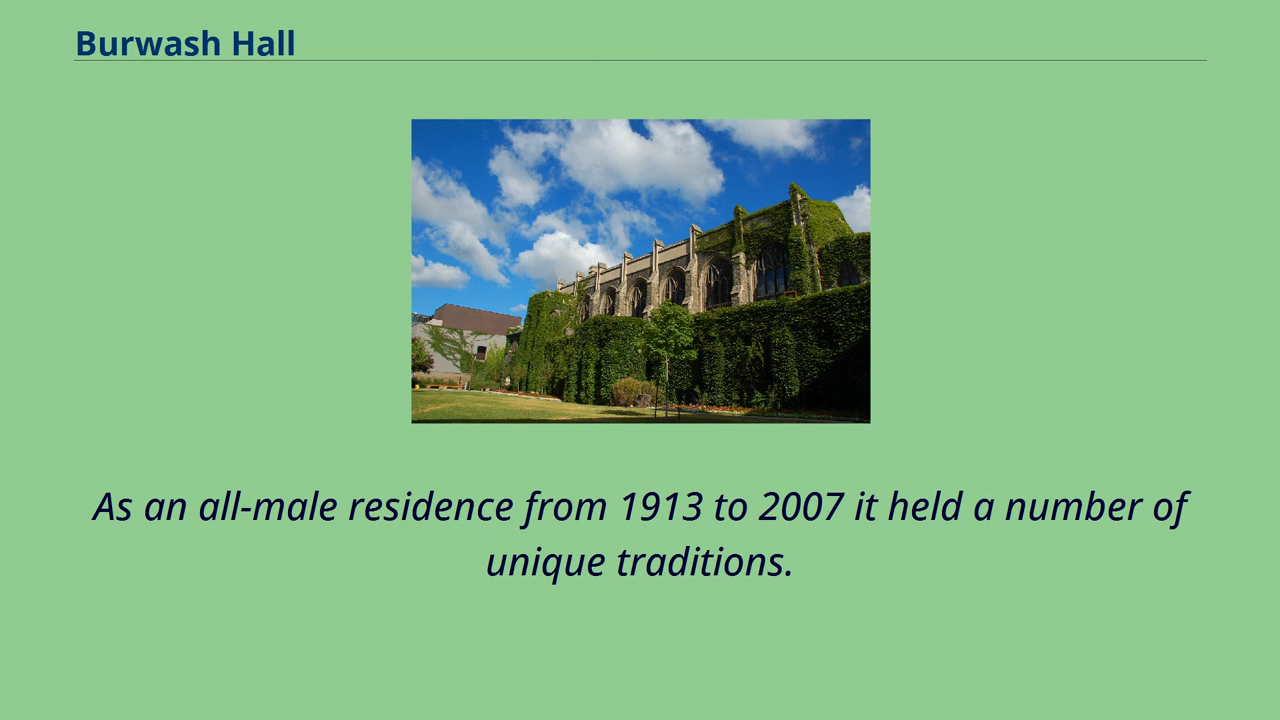 Burwash Hall
As an all-male residence from 1913 to 2007 it held a number of
unique traditions.